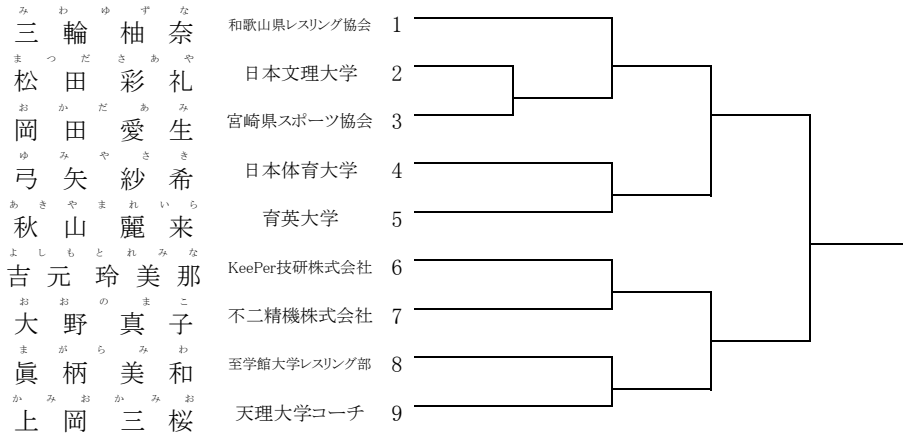 みわゆずな
三輪柚奈 和歌山県レスリング協会 1
まつださあや
松田彩礼 日本文理大学 2
おかだあみ
岡田愛生 宮崎県スポーツ協会 3
ゆみやさき
弓矢紗希 日本体育大学 4
あきやまれいら
秋山麗来 育英大学 5
よしもとれみな
吉元玲美那 KeePer技研株式会社 6
おおのまこ
大野真子 不二精機株式会社 7
まがらみわ
眞柄美和 至学館大学レスリング部 8
かみおかみお
上岡三桜 天理大学コーチ 9